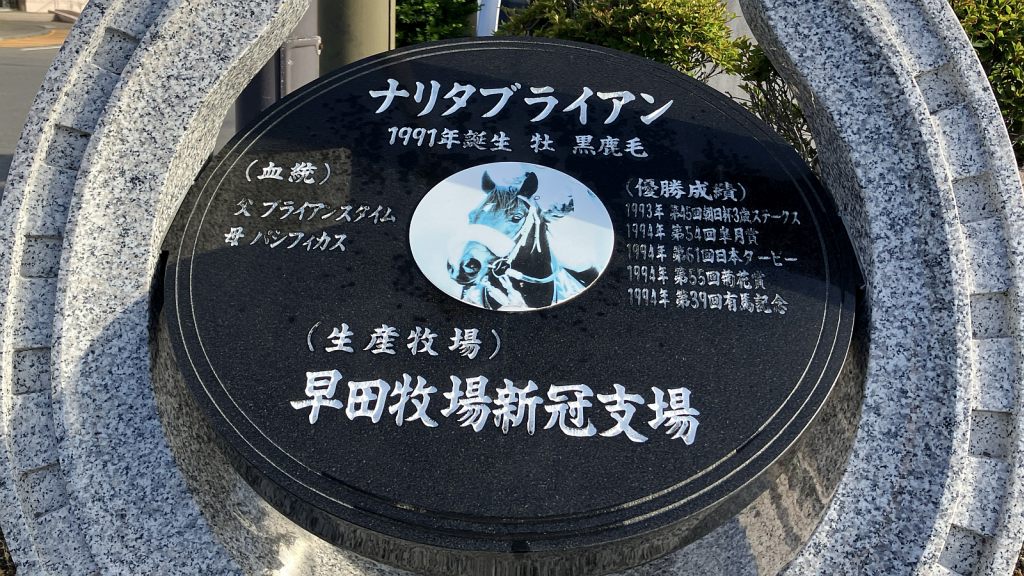 ナリタブライアン
1991年誕生 牡 黒鹿毛
(血統)
父 ブライアンズタイム
母 パシフィカス
(優勝成績)
1993年 第45回朝日杯3歳ステークス
1994年 第54回皐月賞
1994年 第61回日本ダービー
1994年 第55回菊花賞
1994年 第39回有馬記念
(生産牧場)
早田牧場新冠支場